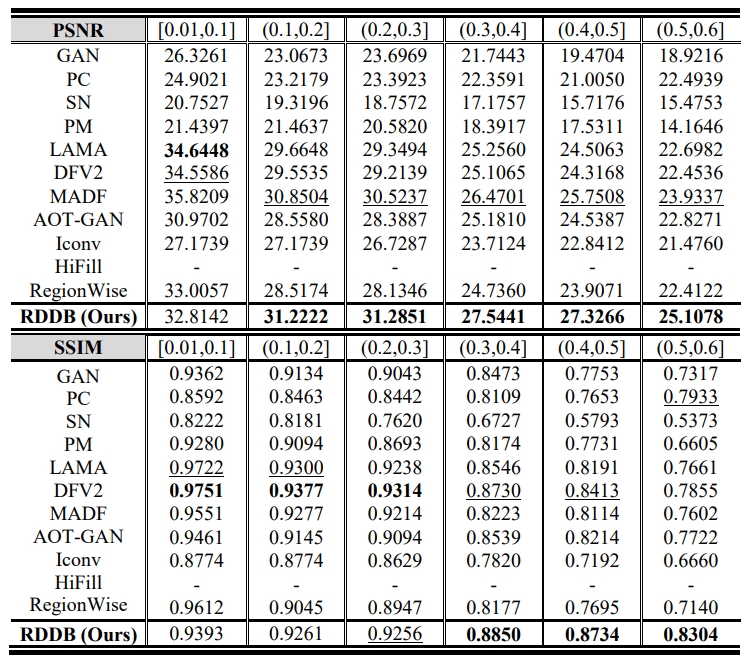 PSNR [0.01,0.1] (0.1,0.2] (0.2,0.3] (0.3,0.4] (0.4,0.5] (0.5,0.6]
GAN 26.3261 23.0673 23.6969 21.7443 19.4704 18.9216
PC 24.9021 23.2179 23.3923 22.3591 21.0050 22.4939
SN 20.7527 19.3196 18.7572 17.1757 15.7176 15.4753
PM 21.4397 21.4637 20.5820 18.3917 17.5311 14.1646
LAMA 34.6448 29.6648 29.3494 25.2560 24.5063 22.6982
DFV2 34.5586 29.5535 29.2139 25.1065 24.3168 22.4536
MADF 35.8209 30.8504 30.5237 26.4701 25.7508 23.9337
AOT-GAN 30.9702 28.5580 28.3887 25.1810 24.5387 22.8271
Iconv 27.1739 27.1739 26.7287 23.7124 22.8412 21.4760
HiFill - - - - - -
RegionWise 33.0057 28.5174 28.1346 24.7360 23.9071 22.4122
RDDB (Ours) 32.8142 31.2222 31.2851 27.5441 27.3266 25.1078
SSIM [0.01,0.1] (0.1,0.2] (0.2,0.3] (0.3,0.4] (0.4,0.5] (0.5,0.6]
GAN 0.9362 0.9134 0.9043 0.8473 0.7753 0.7317
PC 0.8592 0.8463 0.8442 0.8109 0.7653 0.7933
SN 0.8222 0.8181 0.7620 0.6727 0.5793 0.5373
PM 0.9280 0.9094 0.8693 0.8174 0.7731 0.6605
LAMA 0.9722 0.9300 0.9238 0.8546 0.8191 0.7661
DFV2 0.9751 0.9377 0.9314 0.8730 0.8413 0.7855
MADF 0.9551 0.9277 0.9214 0.8223 0.8114 0.7602
AOT-GAN 0.9461 0.9145 0.9094 0.8539 0.8214 0.7722
Iconv 0.8774 0.8774 0.8629 0.7820 0.7192 0.6660
HiFill - - - - - -
RegionWise 0.9612 0.9045 0.8947 0.8177 0.7695 0.7140
RDDB (Ours) 0.9393 0.9261 0.9256 0.8850 0.8734 0.8304